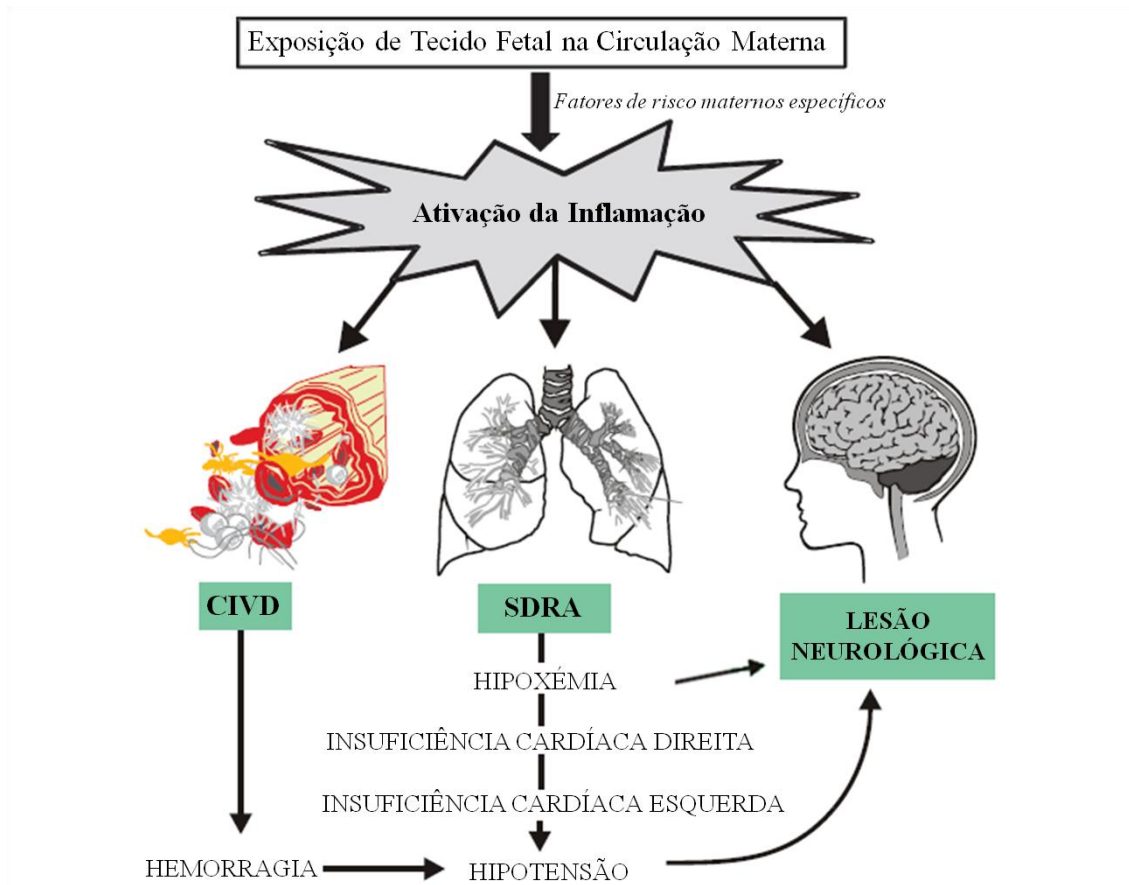 Exposição de Tecido Fetal na Circulação Materna
Fatores de risco maternos específicos
Ativação da Inflamação
CIVD
SDRA
LESÃO
NEUROLÓGICA
HIPOXÉMIA
INSUFICIÊNCIA CARDÍACA DIREITA
INSUFICIÊNCIA CARDÍACA ESQUERDA
HEMORRAGIA
HIPOTENSÃO